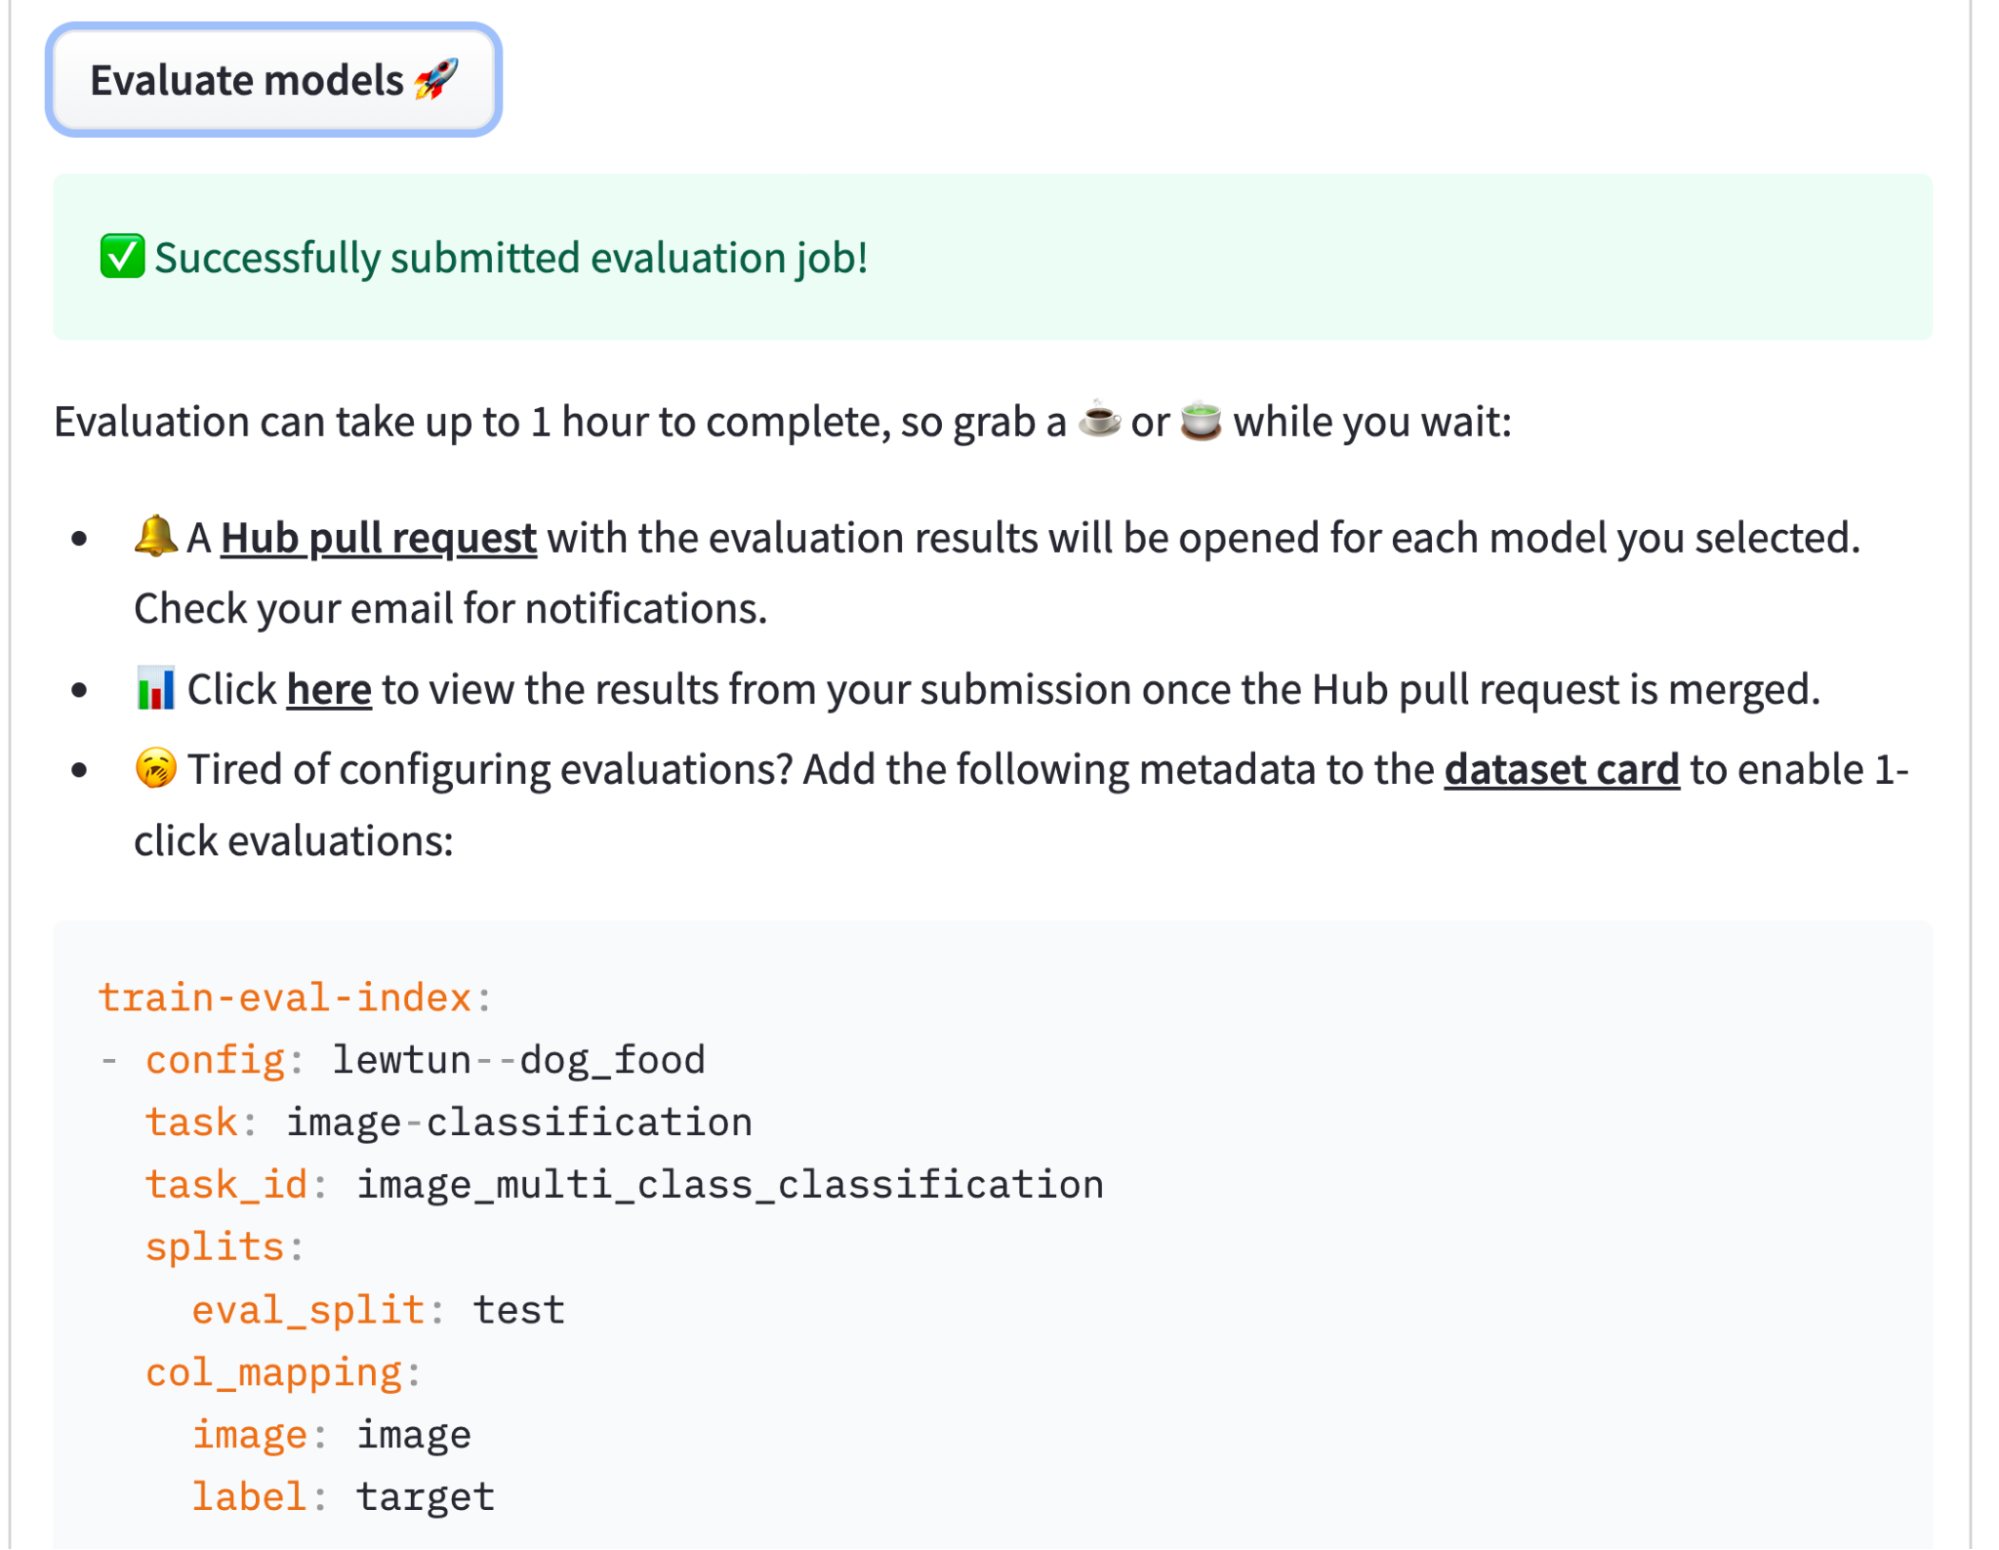 Evaluate models 🚀
✅ Successfully submitted evaluation job!
Evaluation can take up to 1 hour to complete, so grab a ☕ or 🍵 while you wait:
• 🔔 A Hub pull request with the evaluation results will be opened for each model you selected.
Check your email for notifications.
• 📊 Click here to view the results from your submission once the Hub pull request is merged.
• 🥱 Tired of configuring evaluations? Add the following metadata to the dataset card to enable 1-
click evaluations:
train-eval-index:
- config: lewtun--dog_food
  task: image-classification
  task_id: image_multi_class_classification
  splits:
    eval_split: test
  col_mapping:
    image: image
    label: target